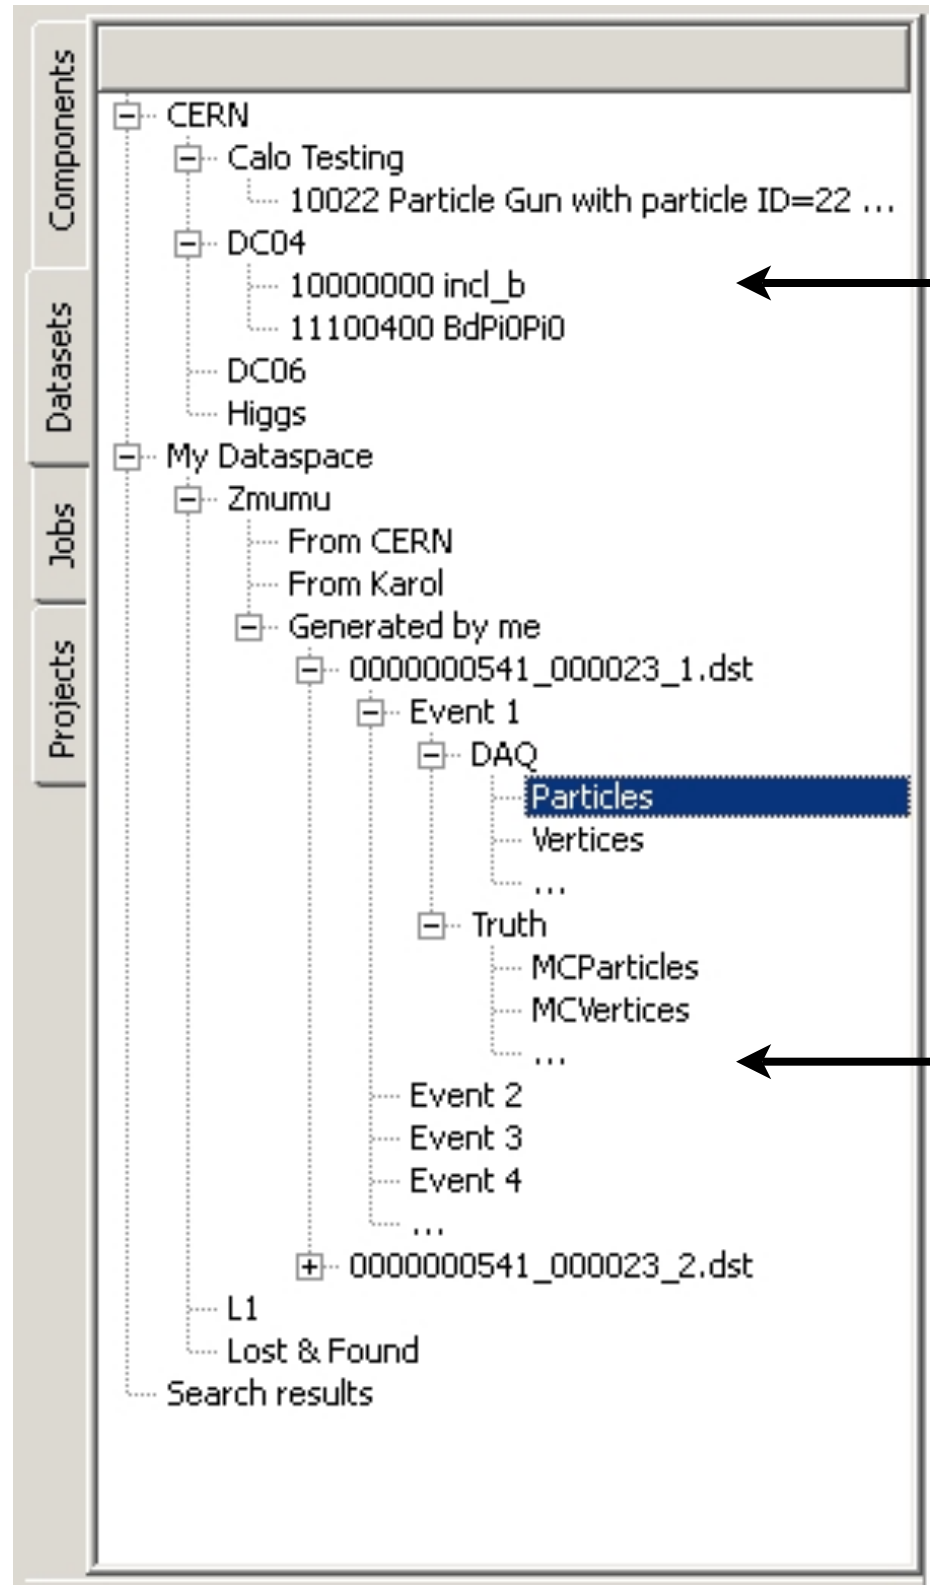 Components
Datasets
Jobs
Projects
CERN
Calo Testing
10022 Particle Gun with particle ID=22 ...
DC04
10000000 incl_b
11100400 BdPi0Pi0
DC06
Higgs
My Dataspace
Zmumu
From CERN
From Karol
Generated by me
0000000541_000023_1.dst
Event 1
DAQ
Particles
Vertices
...
Truth
MCParticles
MCVertices
...
Event 2
Event 3
Event 4
...
0000000541_000023_2.dst
L1
Lost & Found
Search results